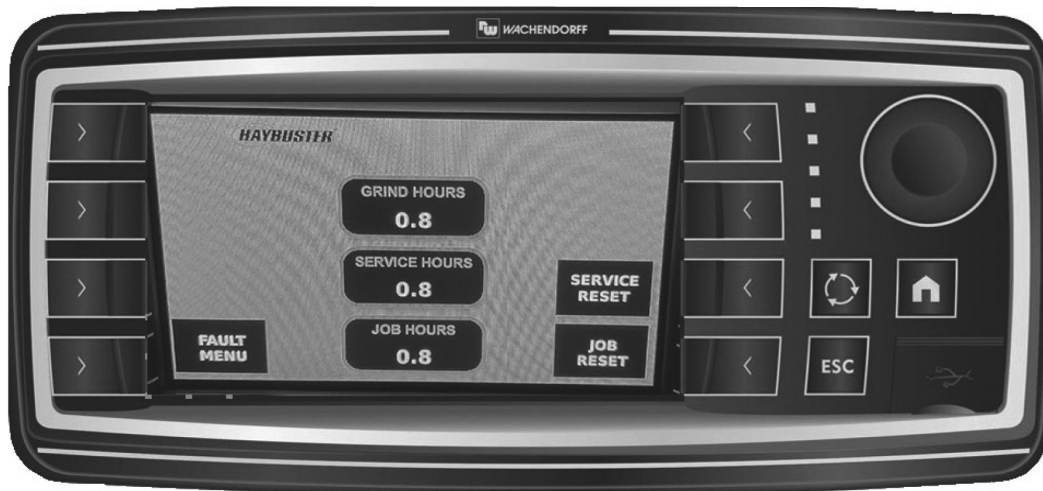 WACHENDORFF
HAYBUSTER
GRIND HOURS
0.8
SERVICE HOURS
0.8
SERVICE
RESET
JOB HOURS
0.8
FAULT
MENU
JOB
RESET
ESC